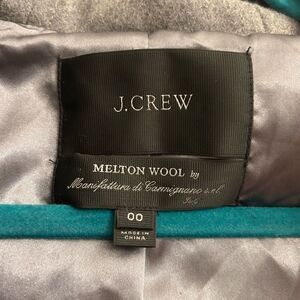 J.CREW
MELTON WOOL by
Manifattura di Carmignano s.r.l.
Italy
00
MADE IN
CHINA